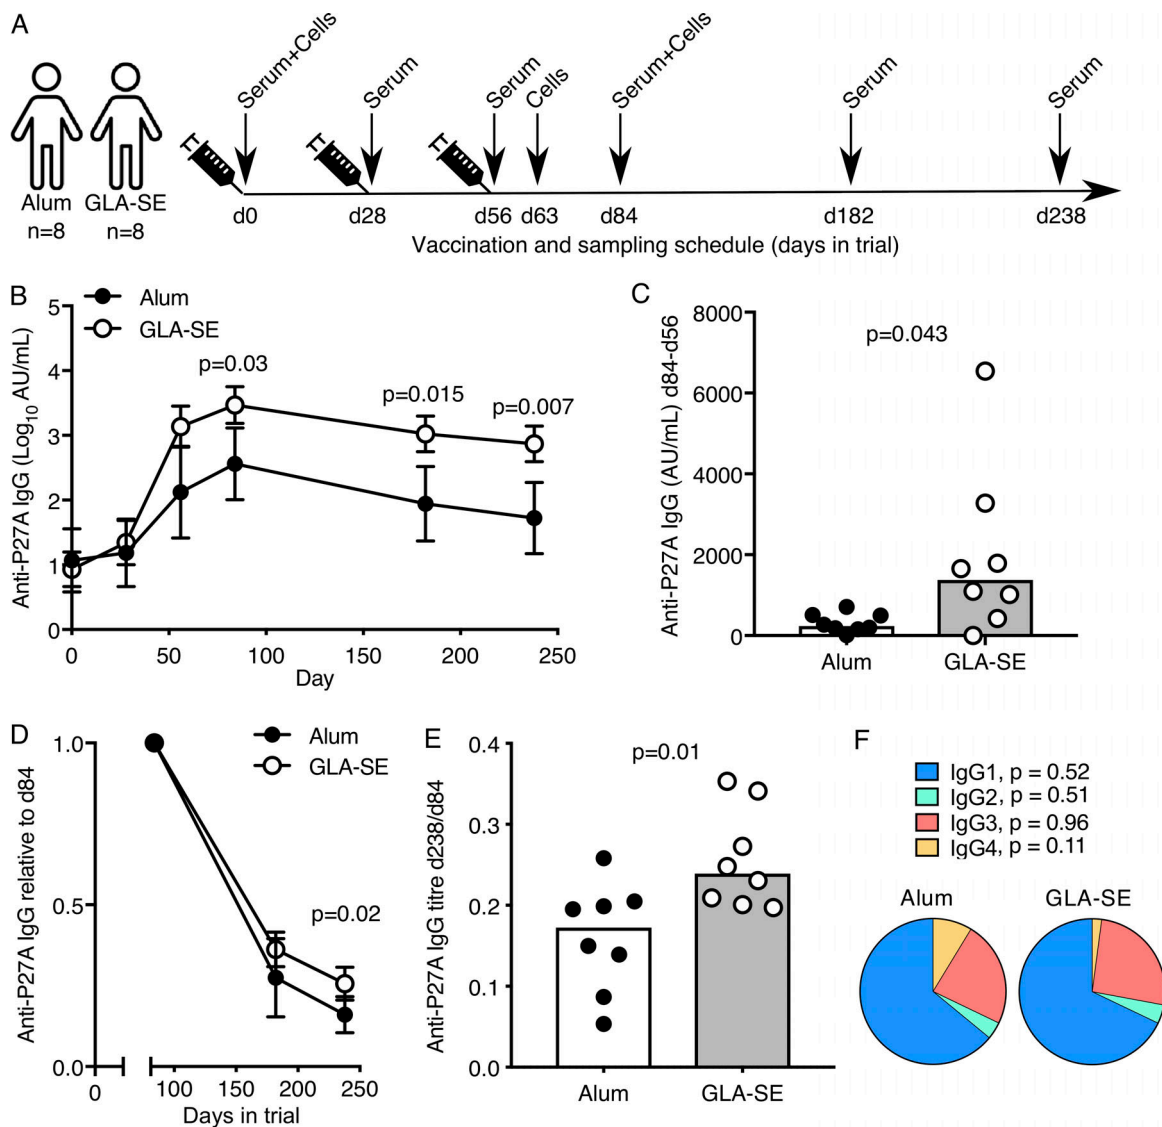 A
Serum+Cells
Serum
Serum
Cells
Serum+Cells
Serum
Serum
Alum
n=8
GLA-SE
n=8
d0
d28
d56
d63
d84
d182
d238
Vaccination and sampling schedule (days in trial)
B
Alum
GLA-SE
p=0.03
p=0.015
p=0.007
Anti-P27A IgG (Log10 AU/mL)
5
4
3
2
1
0
0
50
100
150
200
250
Day
C
p=0.043
Anti-P27A IgG (AU/mL) d84-d56
8000
6000
4000
2000
0
Alum
GLA-SE
D
Alum
GLA-SE
p=0.02
Anti-P27A IgG relative to d84
1.0
0.5
0.0
0
100
150
200
250
Days in trial
E
p=0.01
Anti-P27A IgG titre d238/d84
0.4
0.3
0.2
0.1
0.0
Alum
GLA-SE
F
IgG1, p = 0.52
IgG2, p = 0.51
IgG3, p = 0.96
IgG4, p = 0.11
Alum
GLA-SE